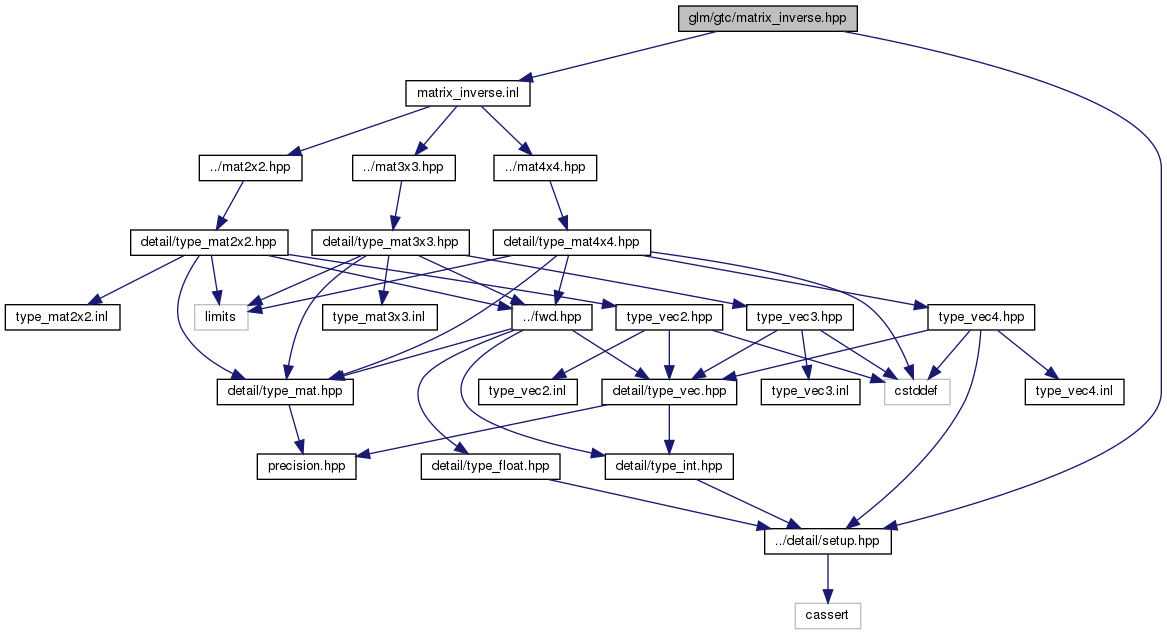 glm/gtc/matrix_inverse.hpp
matrix_inverse.inl
../mat2x2.hpp
../mat3x3.hpp
../mat4x4.hpp
detail/type_mat2x2.hpp
detail/type_mat3x3.hpp
detail/type_mat4x4.hpp
type_mat2x2.inl
limits
type_mat3x3.inl
../fwd.hpp
type_vec2.hpp
type_vec3.hpp
type_vec4.hpp
detail/type_mat.hpp
type_vec2.inl
detail/type_vec.hpp
type_vec3.inl
cstddef
type_vec4.inl
precision.hpp
detail/type_float.hpp
detail/type_int.hpp
../detail/setup.hpp
cassert